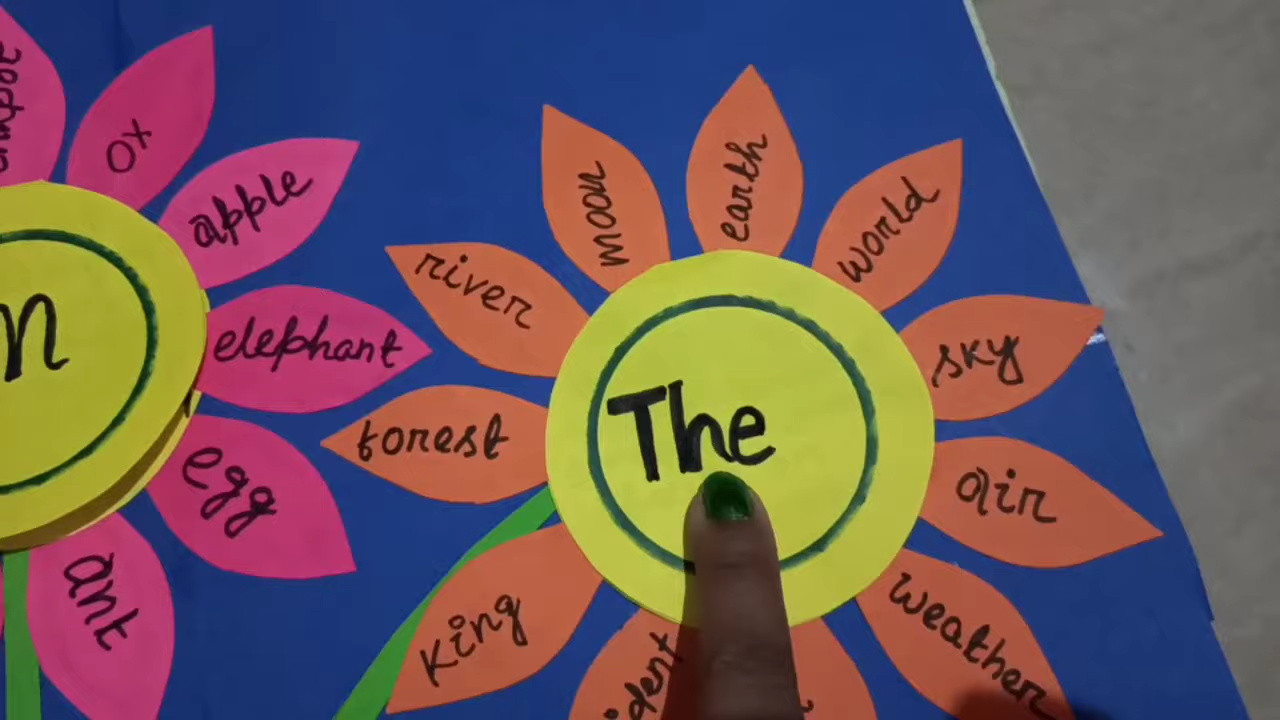 ox
apple
elephant
egg
ant
n
The
moon
earth
world
sky
air
weather
king
forest
river